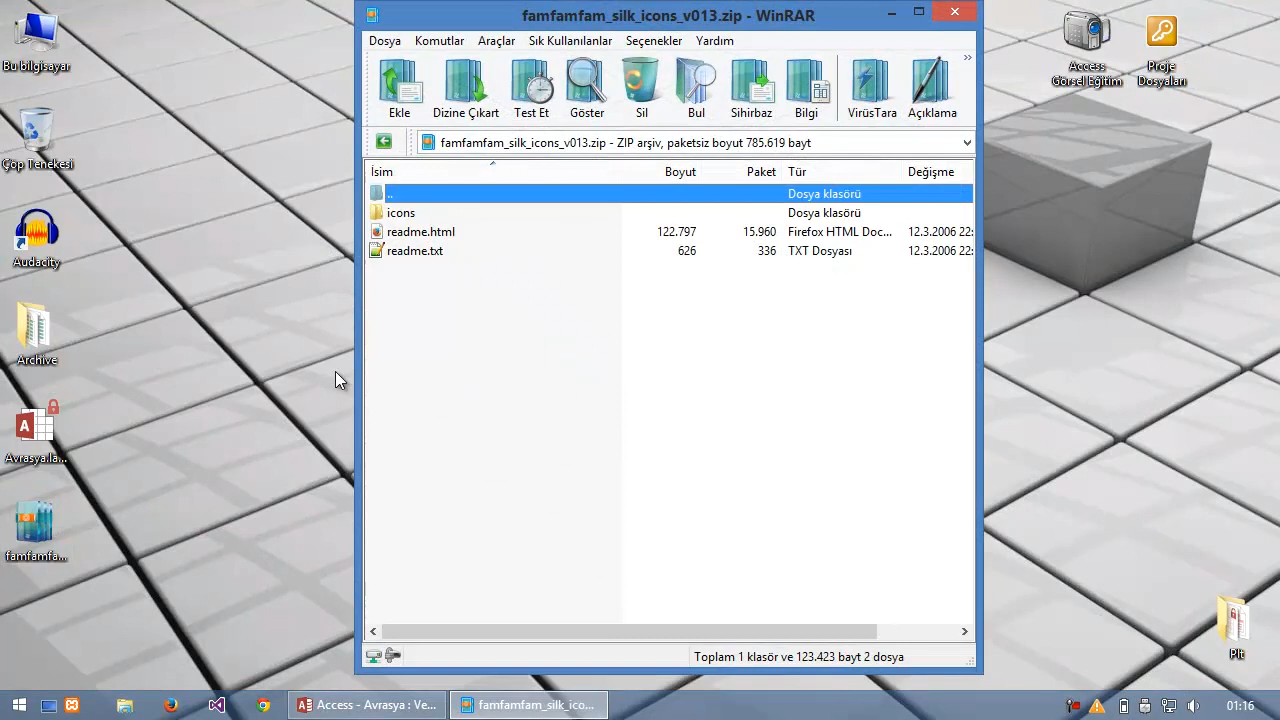 Bu bilgisayar
Çöp Tenekesi
Audacity
Archive
Avrasya.la...
famfamfa...
famfamfam_silk_icons_v013.zip - WinRAR
Dosya Komutlar Araçlar Sık Kullanılanlar Seçenekler Yardım
Ekle Dizine Çıkart Test Et Göster Sil Bul Sihirbaz Bilgi VirüsTara Açıklama
famfamfam_silk_icons_v013.zip - ZIP arşiv, paketsiz boyut 785.619 bayt
İsim Boyut Paket Tür Değişme
.. Dosya klasörü
icons Dosya klasörü
readme.html 122.797 15.960 Firefox HTML Doc... 12.3.2006 22:
readme.txt 626 336 TXT Dosyası 12.3.2006 22:
Toplam 1 klasör ve 123.423 bayt 2 dosya
Access
Görsel Eğitim
Proje
Dosyaları
Plt
Access - Avrasya : Ve... famfamfam_silk_ico... 01:16